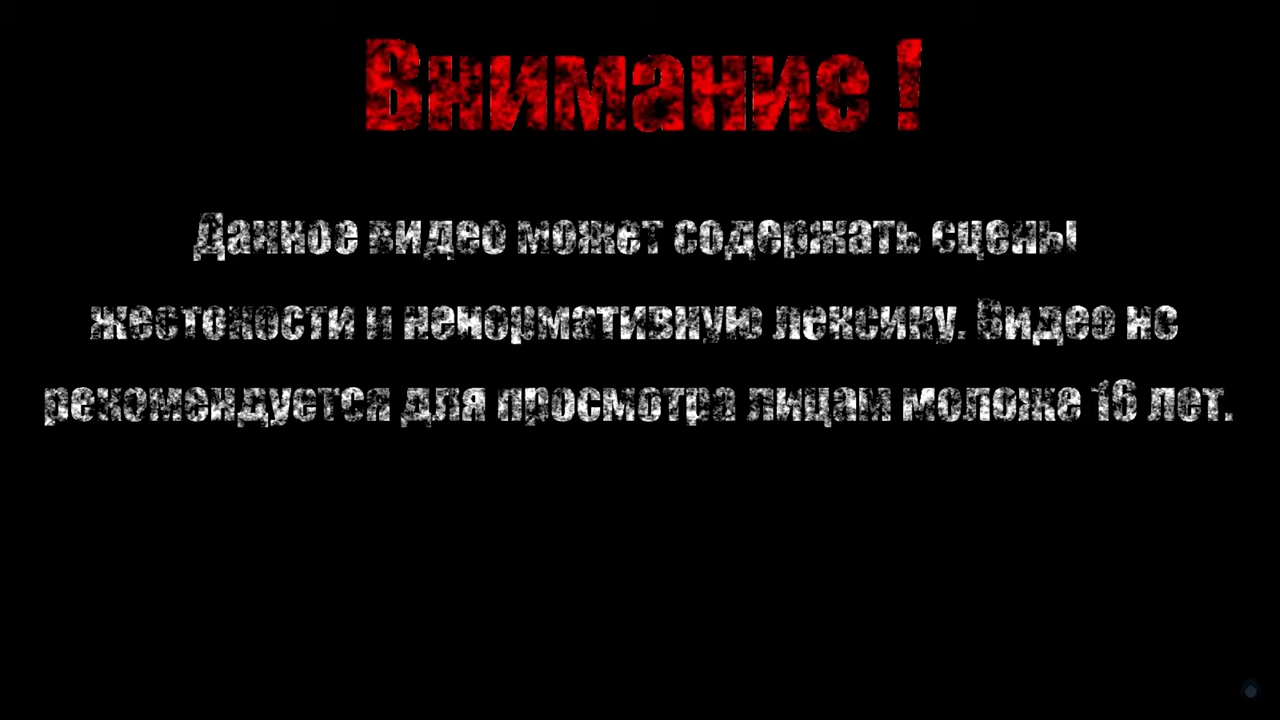 Внимание !
Данное видео может содержать сцены
жестокости и ненормативную лексику. Видео не
рекомендуется для просмотра лицам моложе 16 лет.